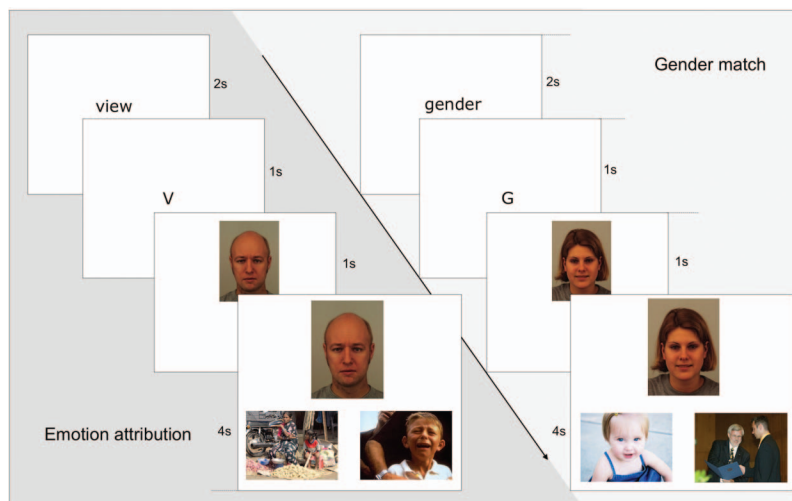 view
2s
V
1s
1s
4s
Emotion attribution
Gender match
gender
2s
G
1s
1s
4s